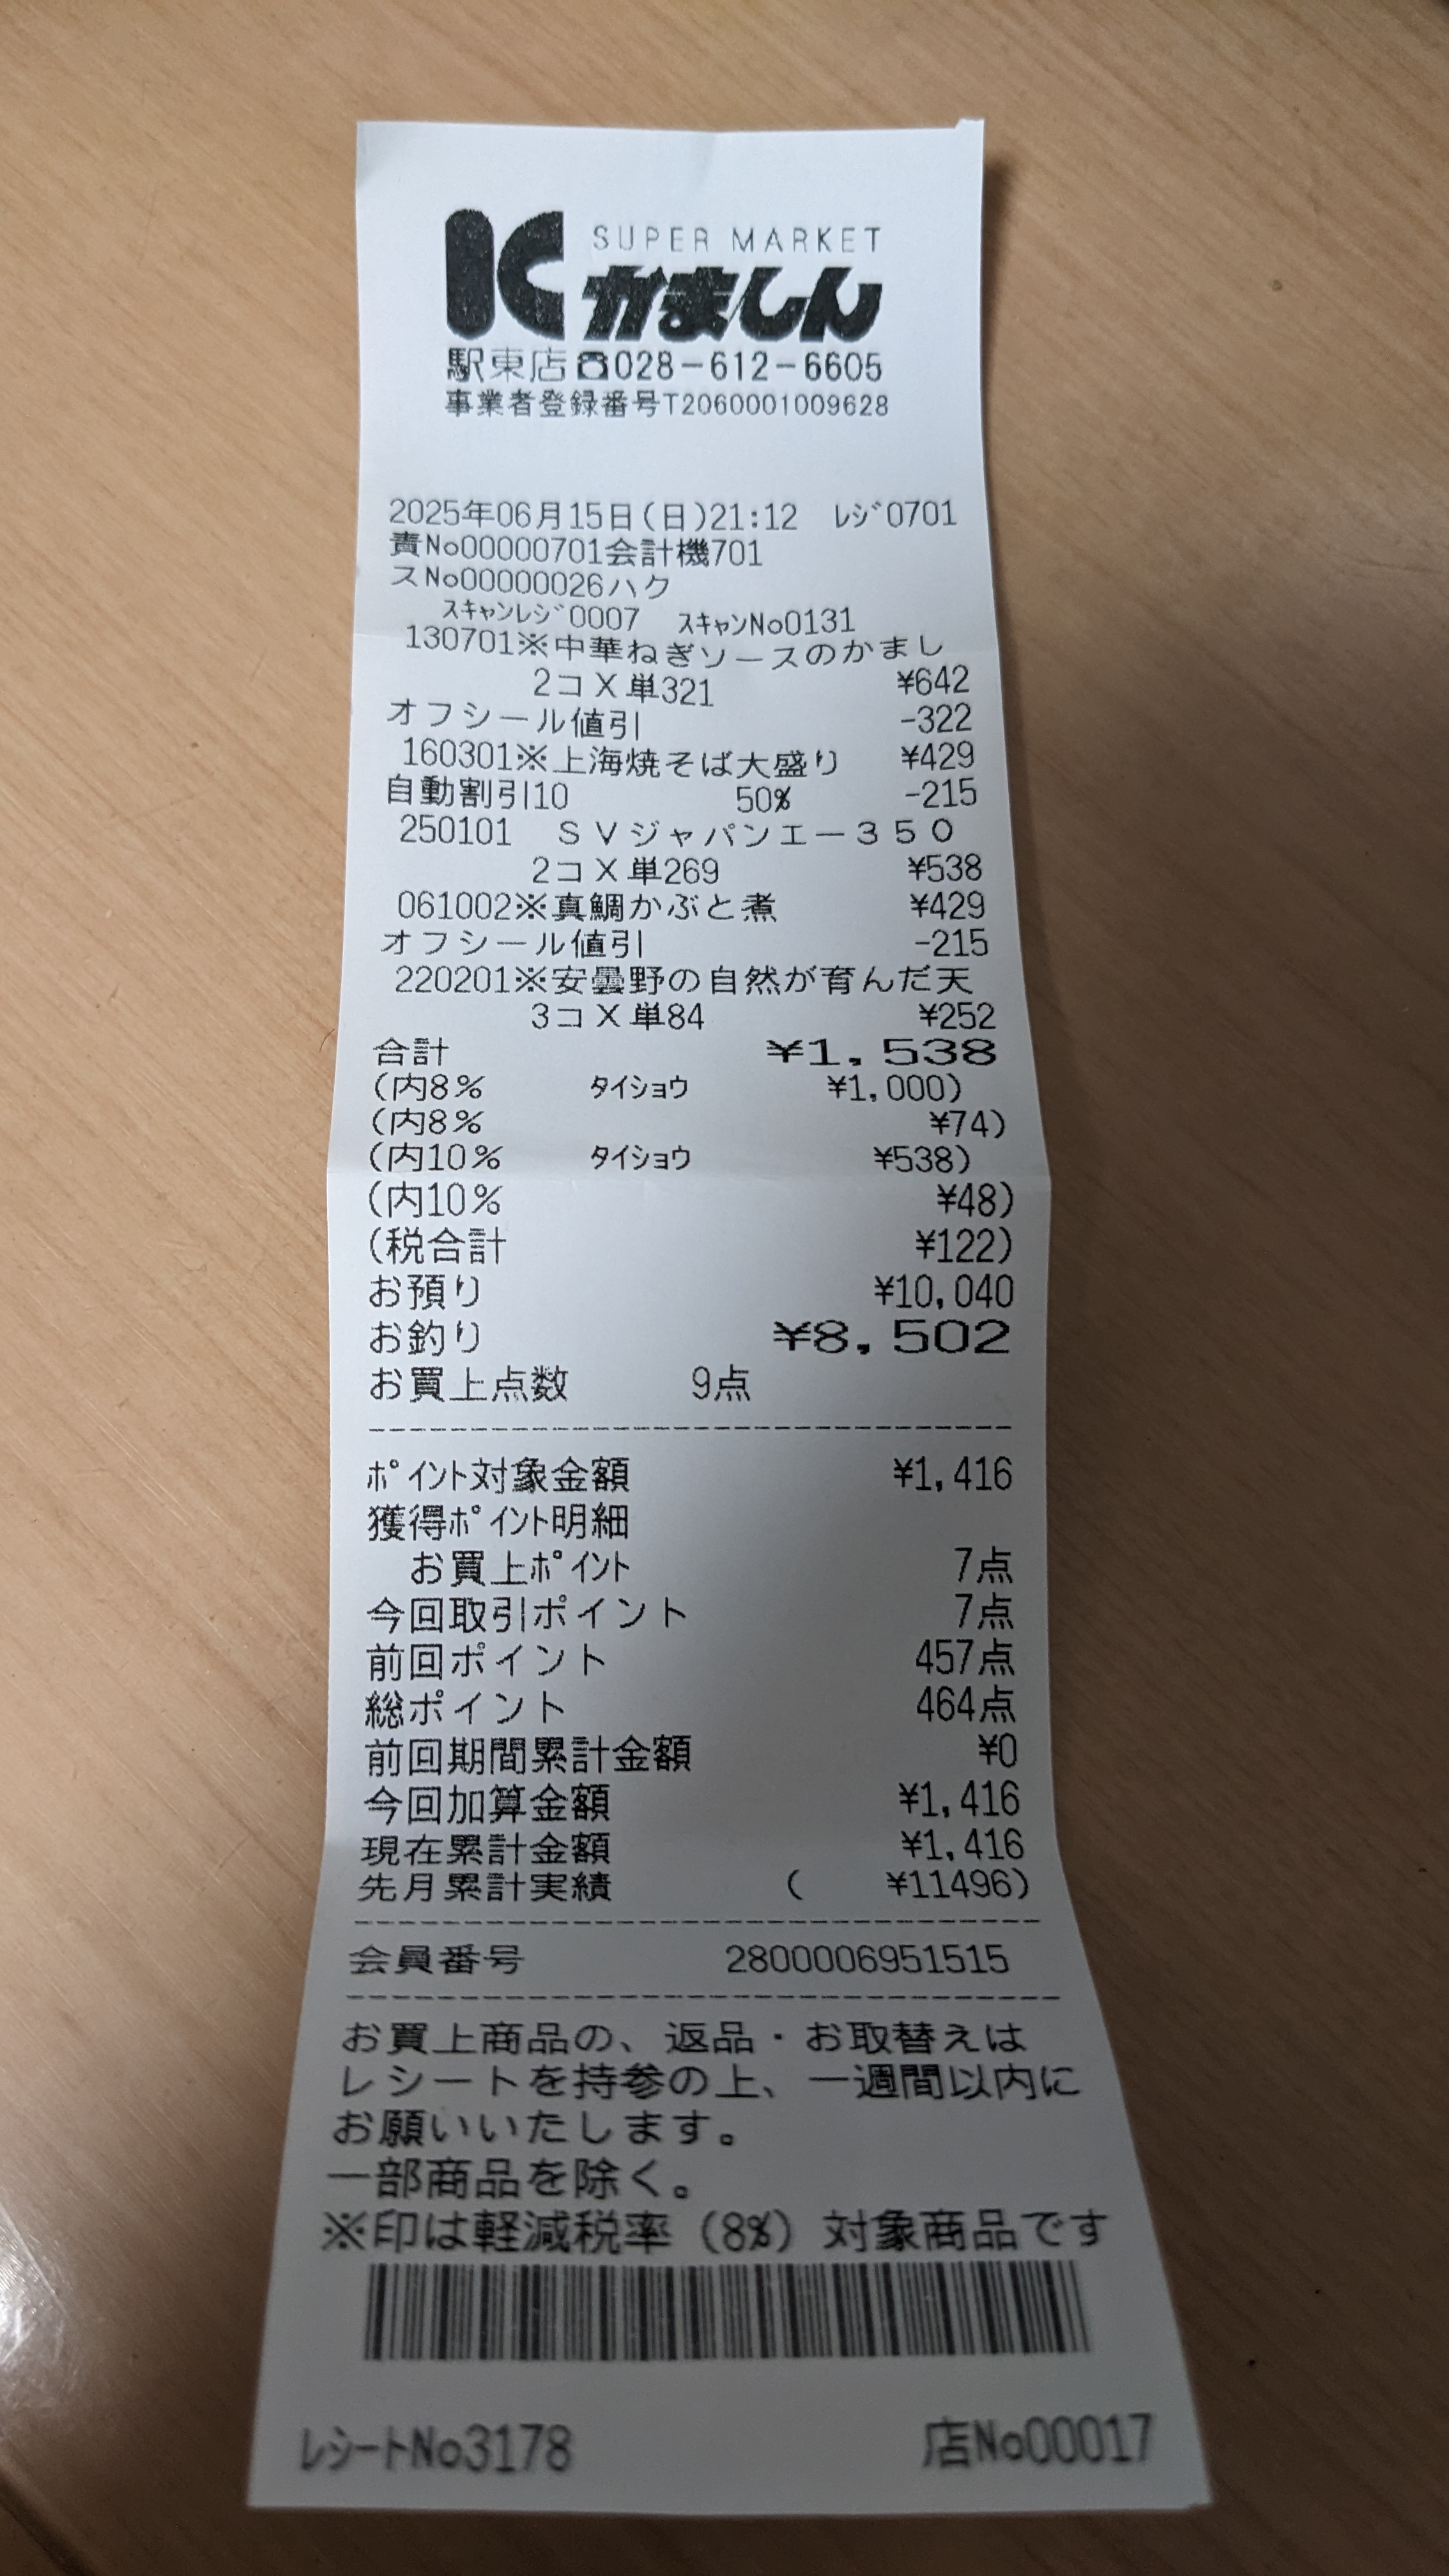 SUPER MARKET
かましん
駅東店☎028-612-6605
事業者登録番号T2060001009628
2025年06月15日(日)21:12 ﾚｼﾞ0701
責No00000701会計機701
スNo00000026ハク
ｽｷｬﾝﾚｼﾞ0007 ｽｷｬﾝNo0131
130701※中華ねぎソースのかまし
2コX単321 ¥642
オフシール値引 -322
160301※上海焼そば大盛り ¥429
自動割引10 50% -215
250101 ＳＶジャパンエー３５０
2コX単269 ¥538
061002※真鯛かぶと煮 ¥429
オフシール値引 -215
220201※安曇野の自然が育んだ天
3コX単84 ¥252
合計 ¥1,538
(内8% ﾀｲｼｮｳ ¥1,000)
(内8% ¥74)
(内10% ﾀｲｼｮｳ ¥538)
(内10% ¥48)
(税合計 ¥122)
お預り ¥10,040
お釣り ¥8,502
お買上点数 9点
ﾎﾟｲﾝﾄ対象金額 ¥1,416
獲得ﾎﾟｲﾝﾄ明細
お買上ﾎﾟｲﾝﾄ 7点
今回取引ポイント 7点
前回ポイント 457点
総ポイント 464点
前回期間累計金額 ¥0
今回加算金額 ¥1,416
現在累計金額 ¥1,416
先月累計実績 ( ¥11496)
会員番号 2800006951515
お買上商品の、返品・お取替えは
レシートを持参の上、一週間以内に
お願いいたします。
一部商品を除く。
※印は軽減税率（8%）対象商品です
ﾚｼｰﾄNo3178 店No00017